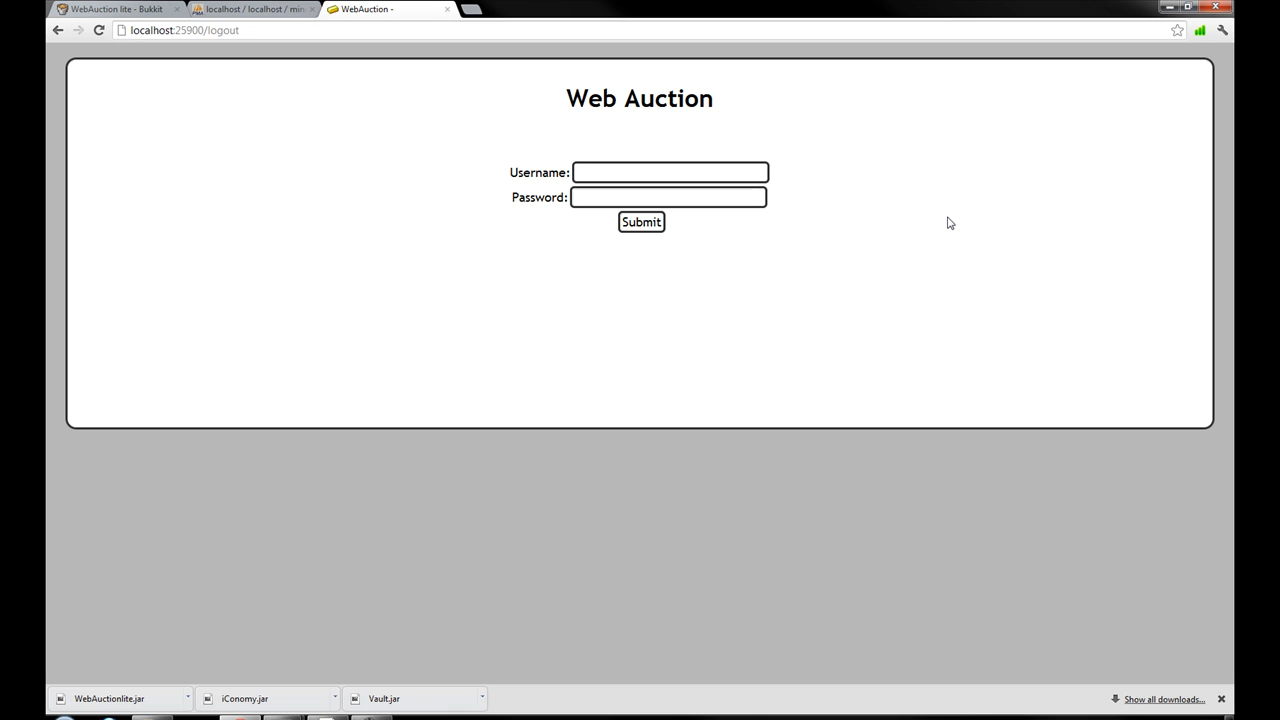 WebAuction lite - Bukkit
localhost / localhost / min
WebAuction -
localhost:25900/logout
Web Auction
Username:
Password:
Submit
WebAuctionlite.jar
iConomy.jar
Vault.jar
Show all downloads...